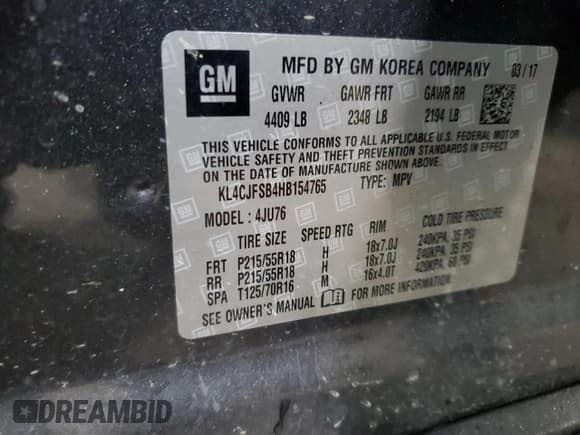 GM
MFD BY GM KOREA COMPANY 03/17
GVWR GAWR FRT GAWR RR
4409 LB 2348 LB 2194 LB
THIS VEHICLE CONFORMS TO ALL APPLICABLE U.S. FEDERAL MOTOR
VEHICLE SAFETY AND THEFT PREVENTION STANDARDS IN EFFECT
ON THE DATE OF MANUFACTURE SHOWN ABOVE.
KL4CJFSB4HB154765 TYPE: MPV
MODEL: 4JU76
TIRE SIZE SPEED RTG RIM COLD TIRE PRESSURE
FRT P215/55R18 H 18x7.0J 240KPA, 35 PSI
RR P215/55R18 H 18x7.0J 240KPA, 35 PSI
SPA T125/70R16 M 16x4.0T 420KPA, 60 PSI
SEE OWNER'S MANUAL FOR MORE INFORMATION
DREAMBID